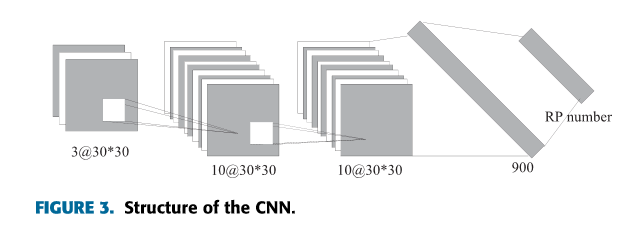 RP number
3@30*30
10@30*30
10@30*30
900
FIGURE 3. Structure of the CNN.